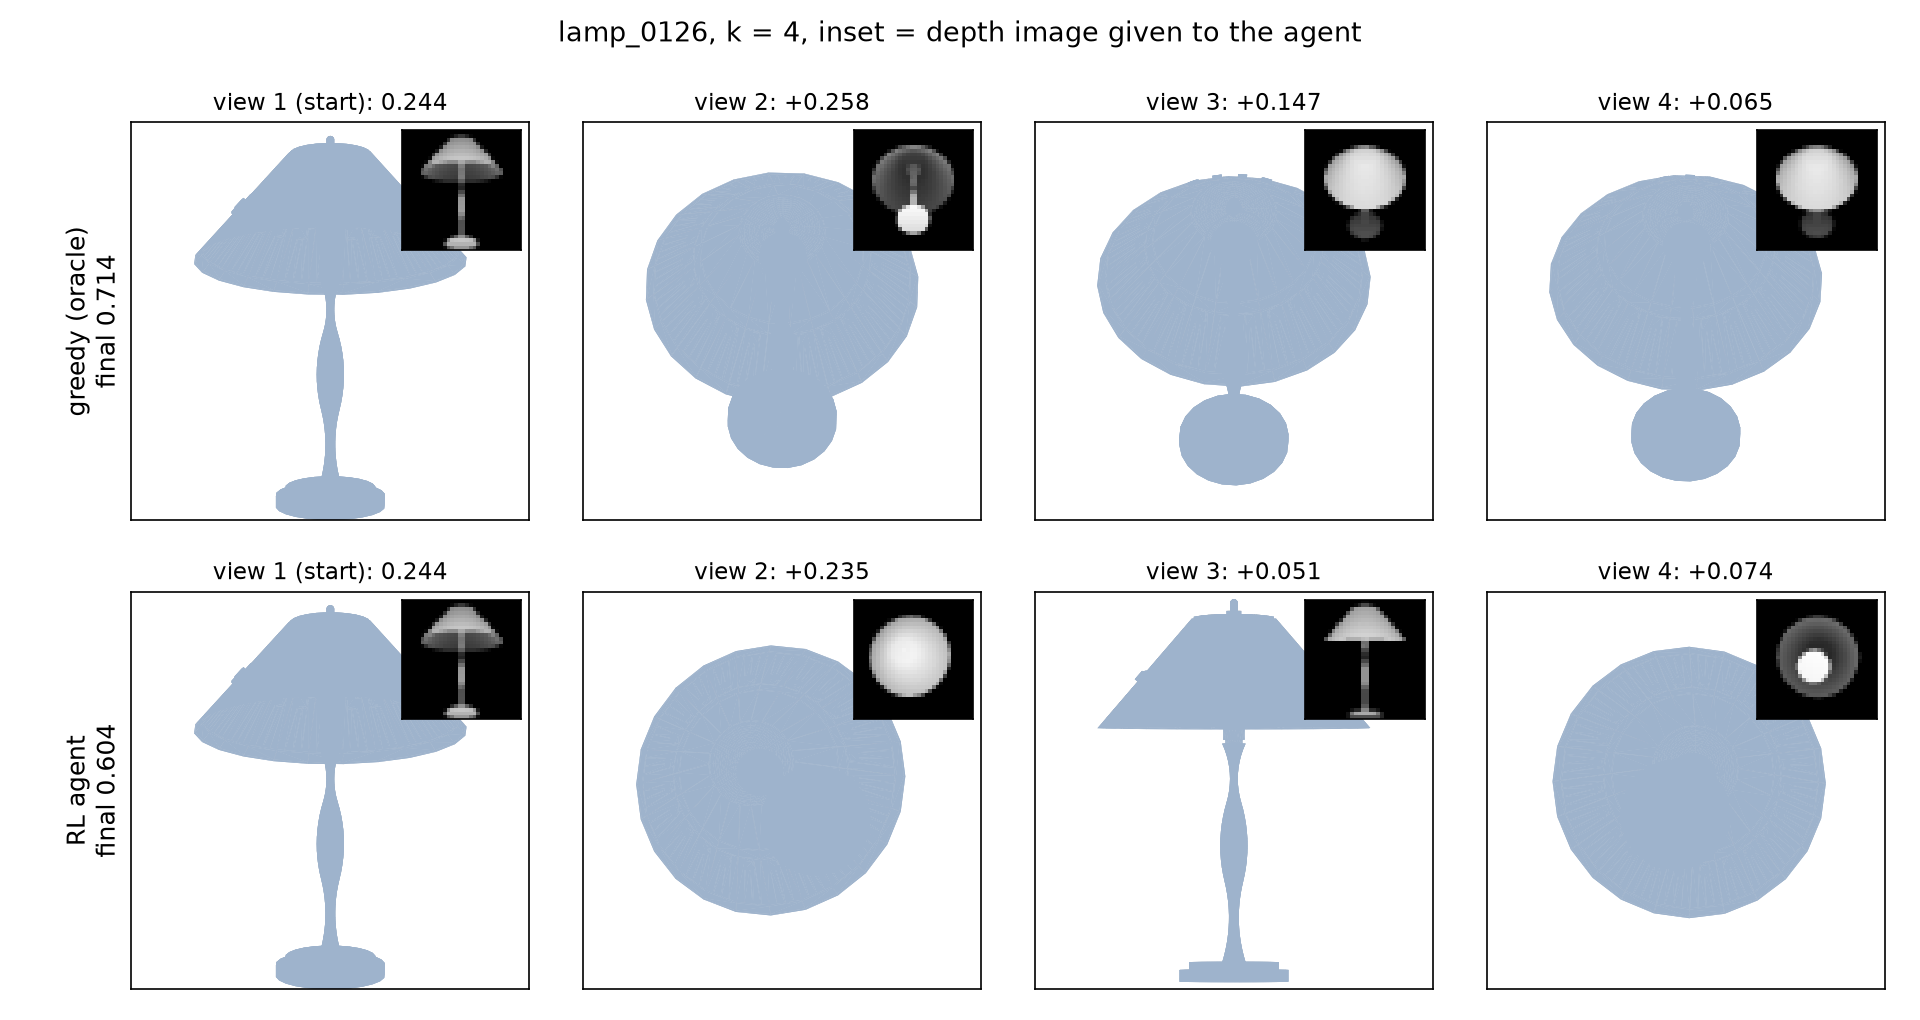 lamp_0126, k = 4, inset = depth image given to the agent
greedy (oracle)
final 0.714
view 1 (start): 0.244
view 2: +0.258
view 3: +0.147
view 4: +0.065
RL agent
final 0.604
view 1 (start): 0.244
view 2: +0.235
view 3: +0.051
view 4: +0.074